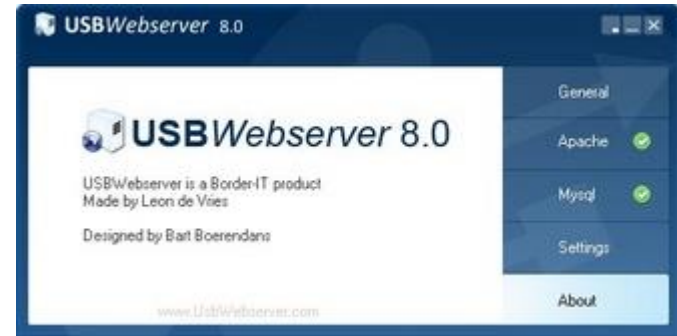 USBWebserver 8.0
General
USBWebserver 8.0
Apache
USBWebserver is a Border-IT product
Made by Leon de Vries
Mysql
Designed by Bart Boerendans
Settings
www.UsbWebserver.com
About